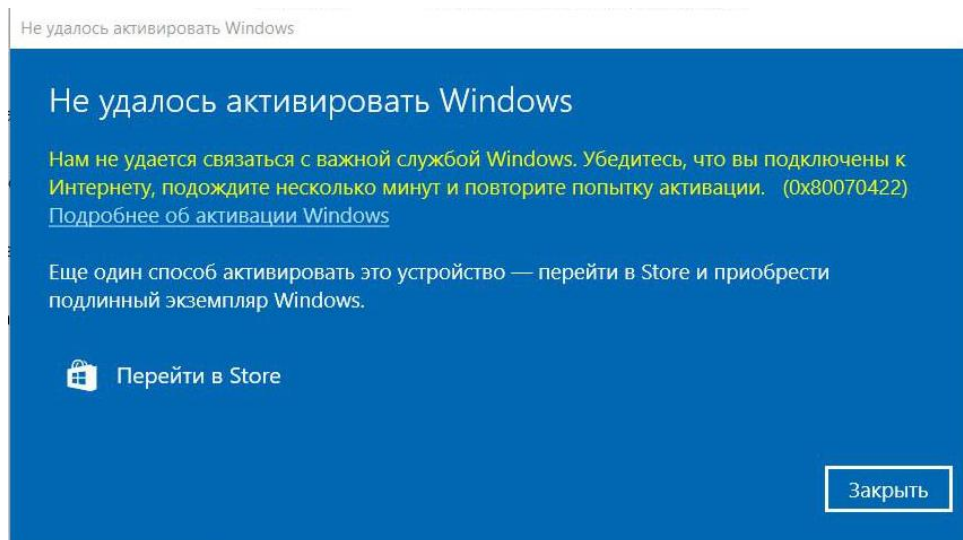 Не удалось активировать Windows
Не удалось активировать Windows
Нам не удается связаться с важной службой Windows. Убедитесь, что вы подключены к
Интернету, подождите несколько минут и повторите попытку активации. (0x80070422)
Подробнее об активации Windows
Еще один способ активировать это устройство — перейти в Store и приобрести
подлинный экземпляр Windows.
Перейти в Store
Закрыть